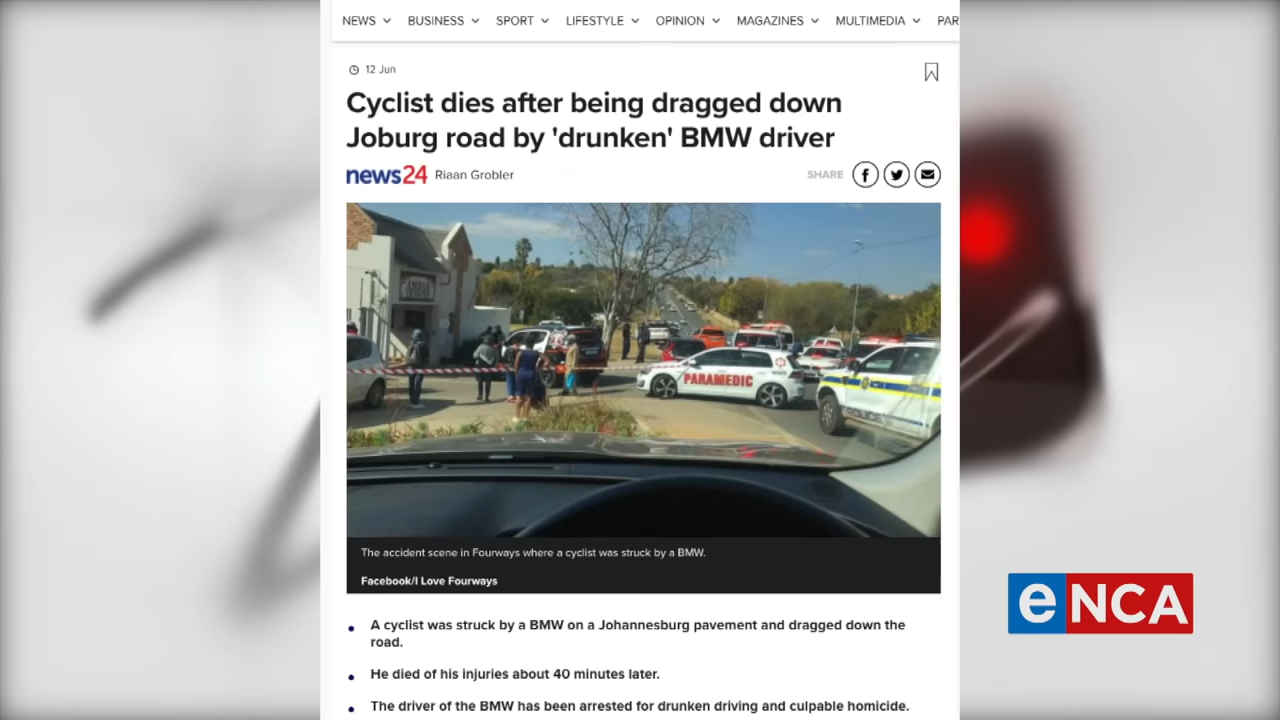 NEWS BUSINESS SPORT LIFESTYLE OPINION MAGAZINES MULTIMEDIA PAR
12 Jun
Cyclist dies after being dragged down
Joburg road by 'drunken' BMW driver
news24 Riaan Grobler SHARE
PARAMEDIC
POLICE
The accident scene in Fourways where a cyclist was struck by a BMW.
Facebook/I Love Fourways
eNCA
A cyclist was struck by a BMW on a Johannesburg pavement and dragged down the
road.
He died of his injuries about 40 minutes later.
The driver of the BMW has been arrested for drunken driving and culpable homicide.